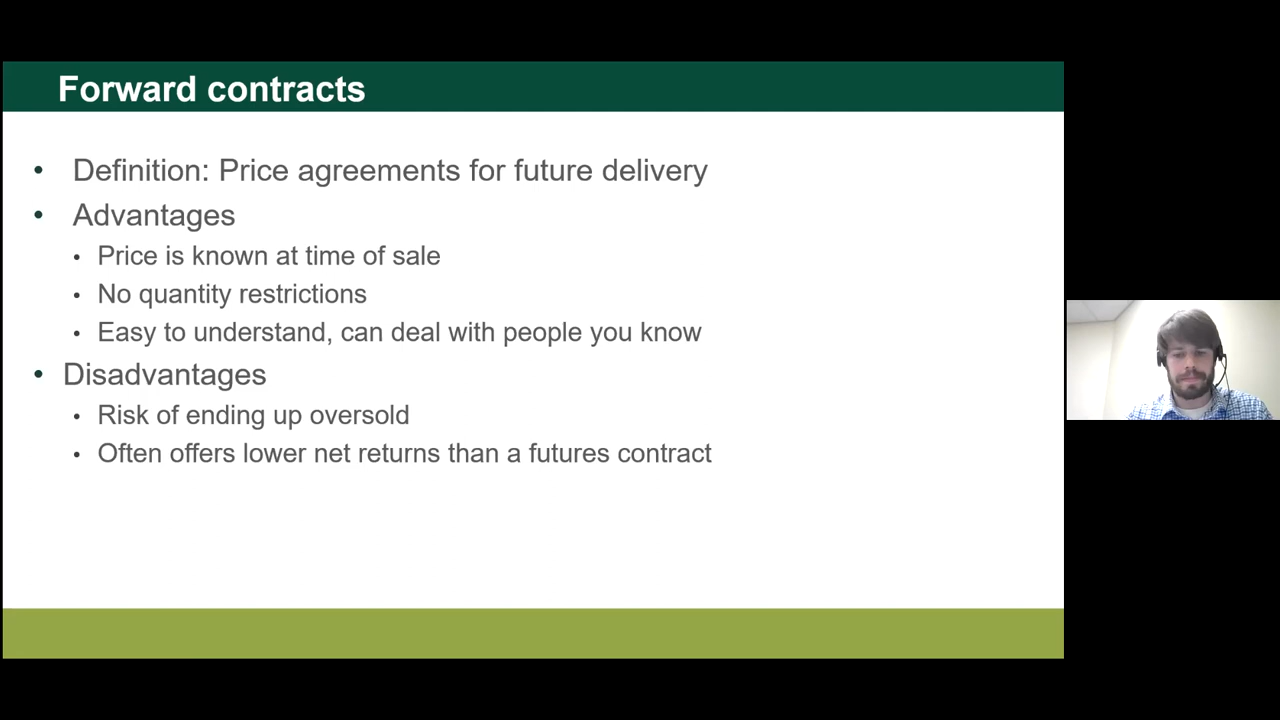 Forward contracts
• Definition: Price agreements for future delivery
• Advantages
• Price is known at time of sale
• No quantity restrictions
• Easy to understand, can deal with people you know
• Disadvantages
• Risk of ending up oversold
• Often offers lower net returns than a futures contract